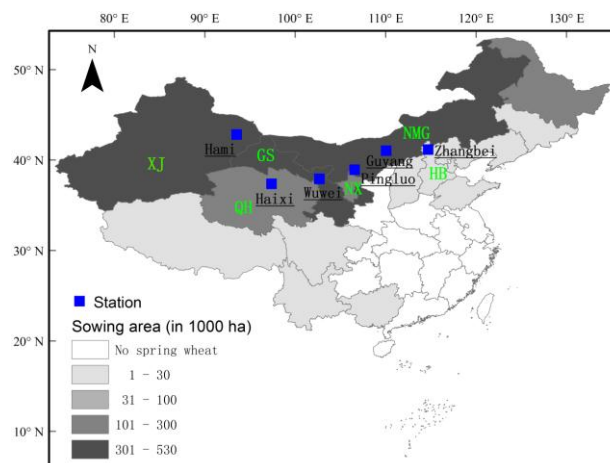 80° E 90° E 100° E 110° E 120° E 130° E
N
50° N
40° N
30° N
20° N
10° N
NMG
Hami
GS
Zhangbei
XJ
Guyang
HB
Pingluo
Wuwei
NX
Haixi
QH
Station
Sowing area (in 1000 ha)
No spring wheat
1 - 30
31 - 100
101 - 300
301 - 530